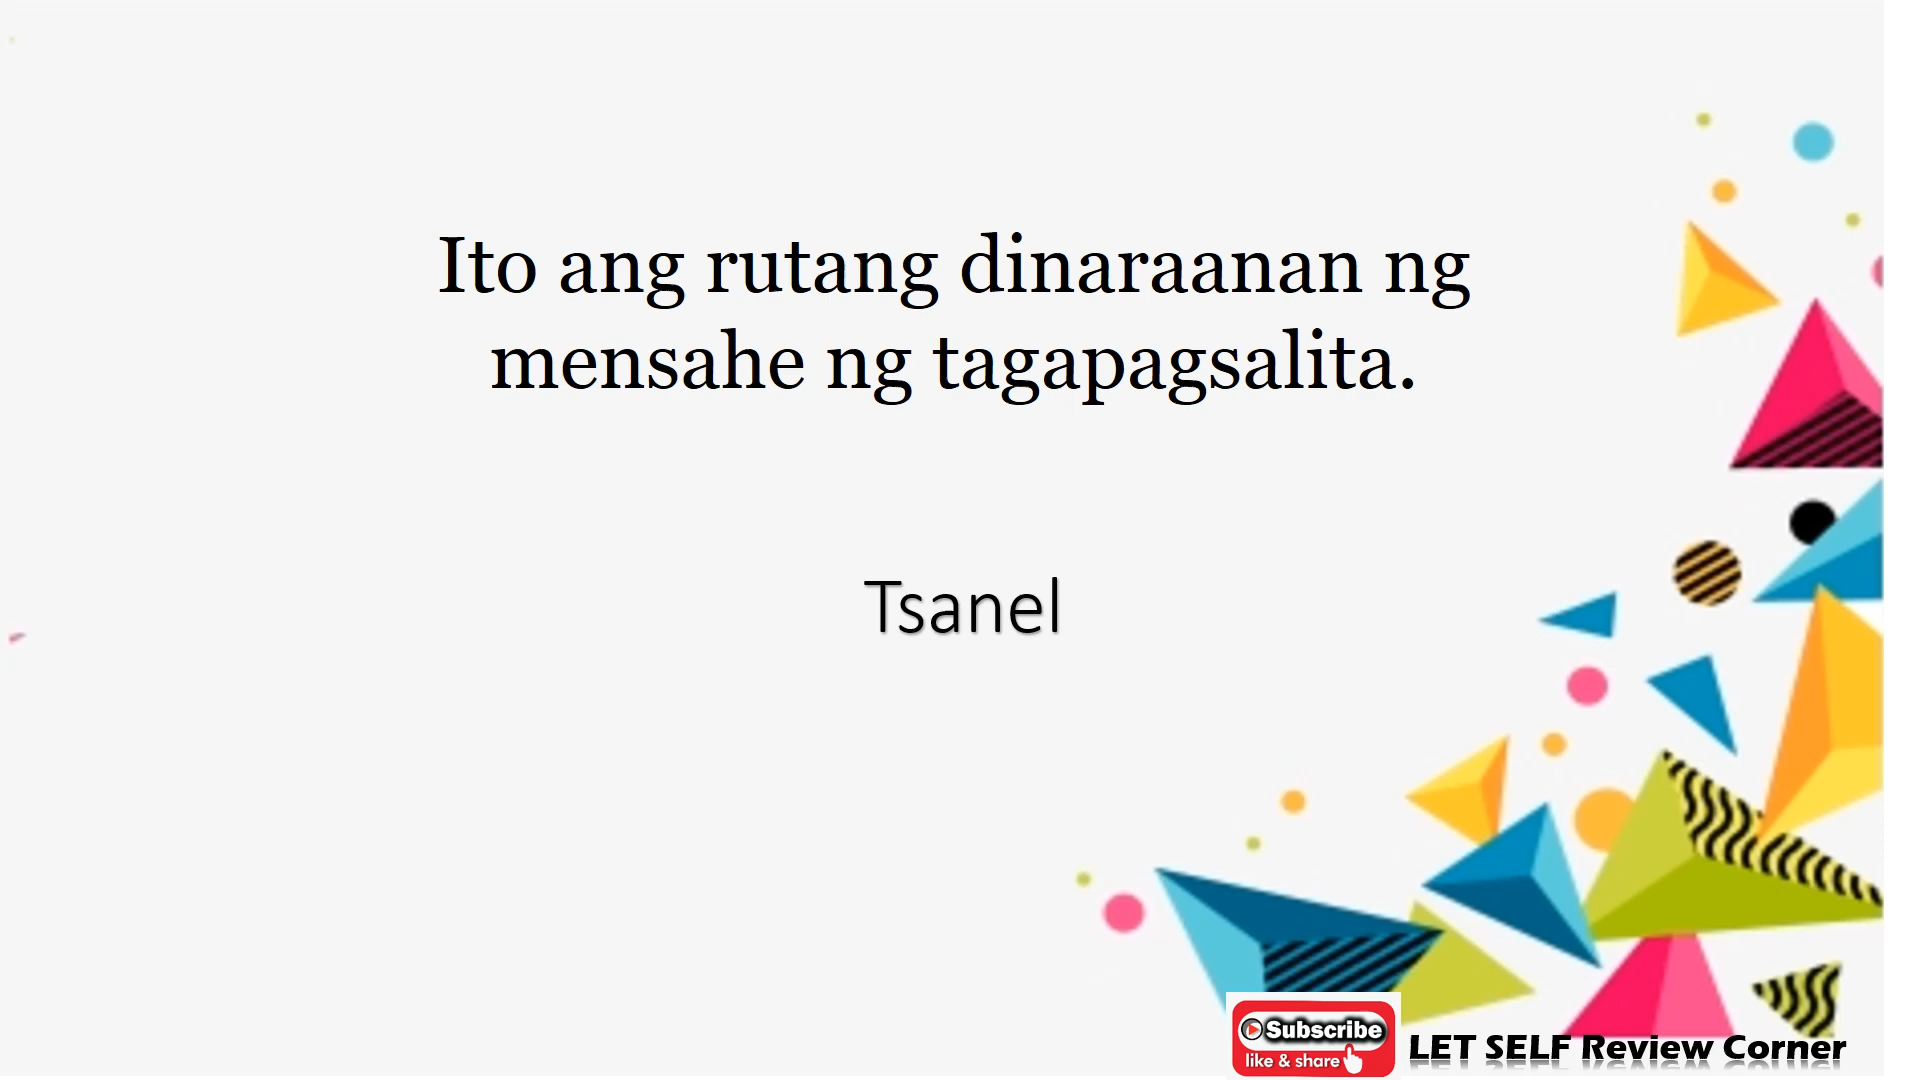 Ito ang rutang dinaraanan ng
mensahe ng tagapagsalita.
Tsanel
Subscribe
like & share
LET SELF Review Corner